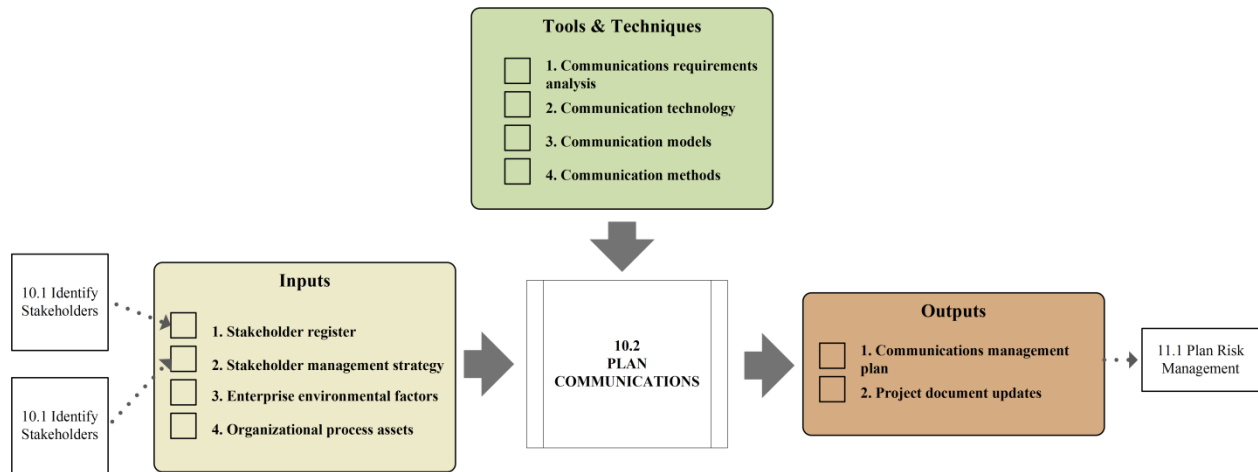 Tools & Techniques
1. Communications requirements
analysis
2. Communication technology
3. Communication models
4. Communication methods
10.1 Identify
Stakeholders
10.1 Identify
Stakeholders
Inputs
1. Stakeholder register
2. Stakeholder management strategy
3. Enterprise environmental factors
4. Organizational process assets
10.2
PLAN
COMMUNICATIONS
Outputs
1. Communications management
plan
2. Project document updates
11.1 Plan Risk
Management